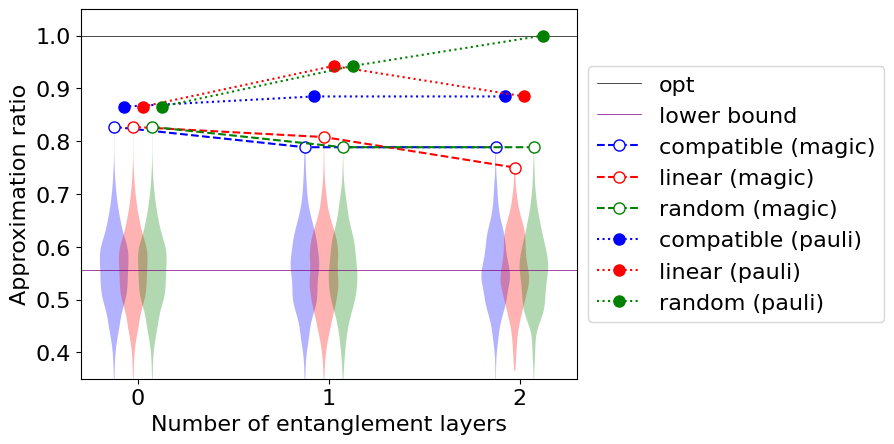 1.0
0.9
0.8
0.7
0.6
0.5
0.4
Approximation ratio
0 1 2
Number of entanglement layers
opt
lower bound
compatible (magic)
linear (magic)
random (magic)
compatible (pauli)
linear (pauli)
random (pauli)